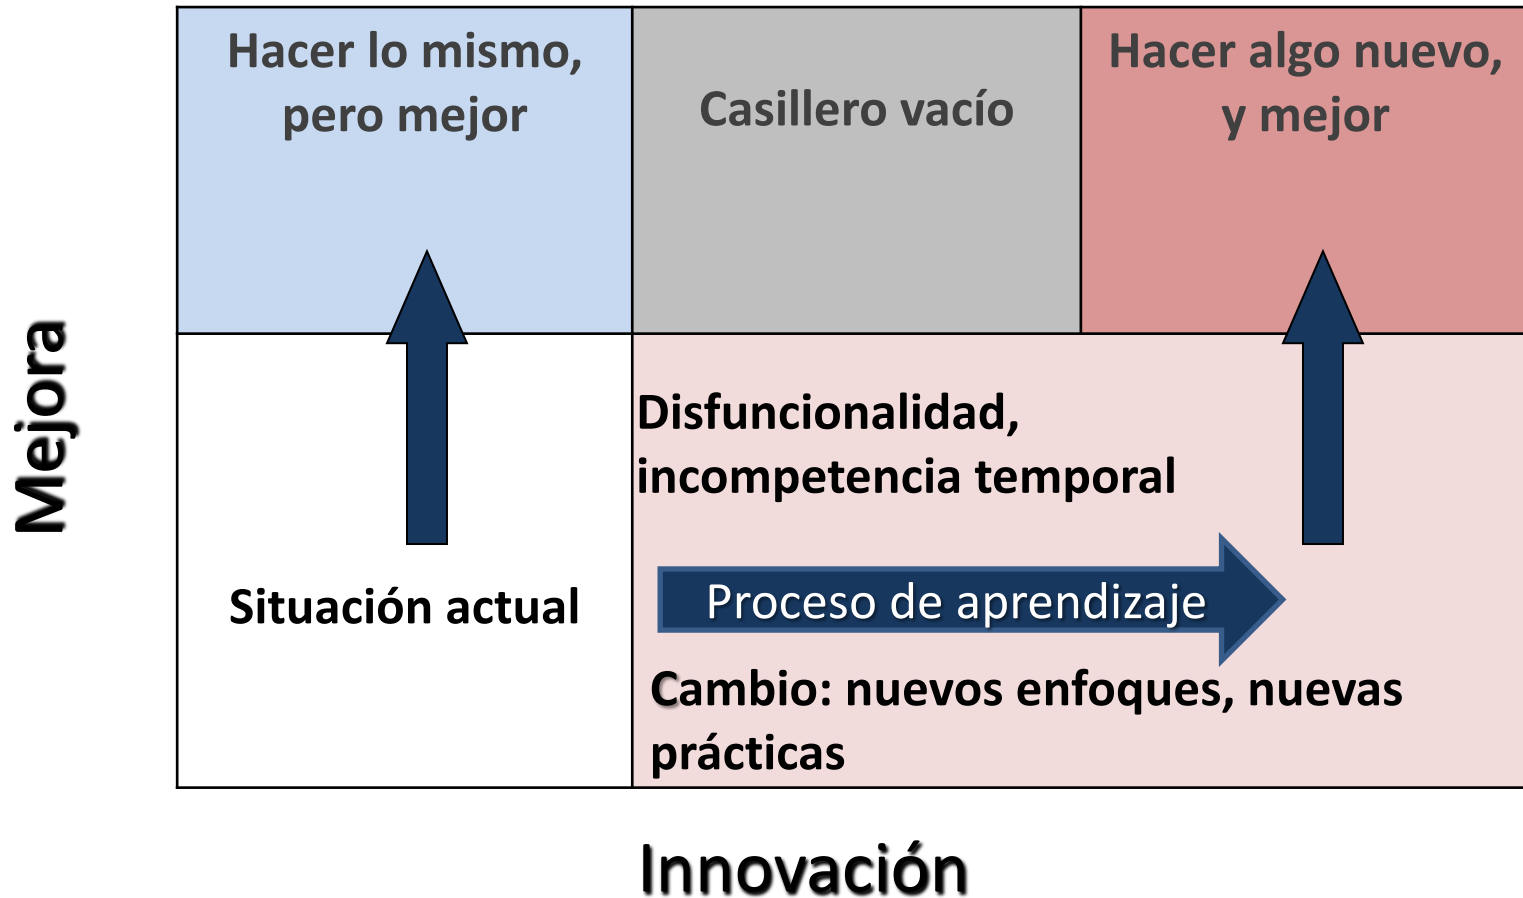 Hacer lo mismo,
pero mejor
Casillero vacío
Hacer algo nuevo,
y mejor
Mejora
Situación actual
Disfuncionalidad,
incompetencia temporal
Proceso de aprendizaje
Cambio: nuevos enfoques, nuevas
prácticas
Innovación